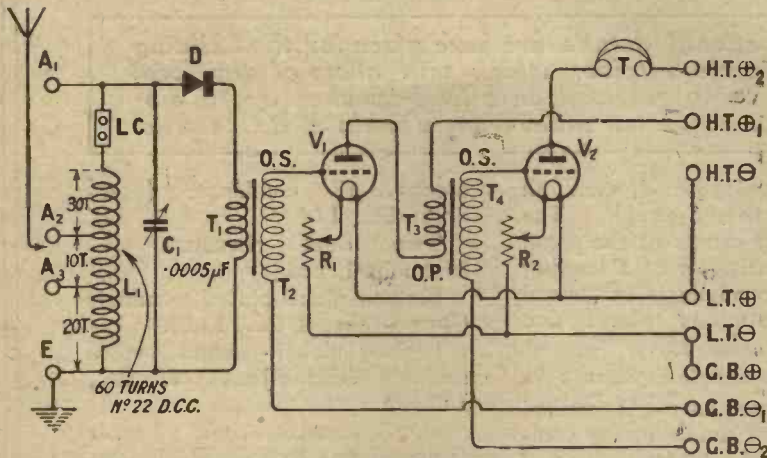 A₁
D
T
H.T.⊕₂
LC
V₁
V₂
H.T.⊕₁
O.S.
O.S.
30T.
H.T.⊖
A₂
C₁
T₁
T₃
T₄
10T.
R₁
R₂
A₃
L₁
.0005μF
O.P.
20T.
T₂
L.T.⊕
L.T.⊖
E
G.B.⊕
60 TURNS
Nº 22 D.C.C.
G.B.⊖₁
G.B.⊖₂